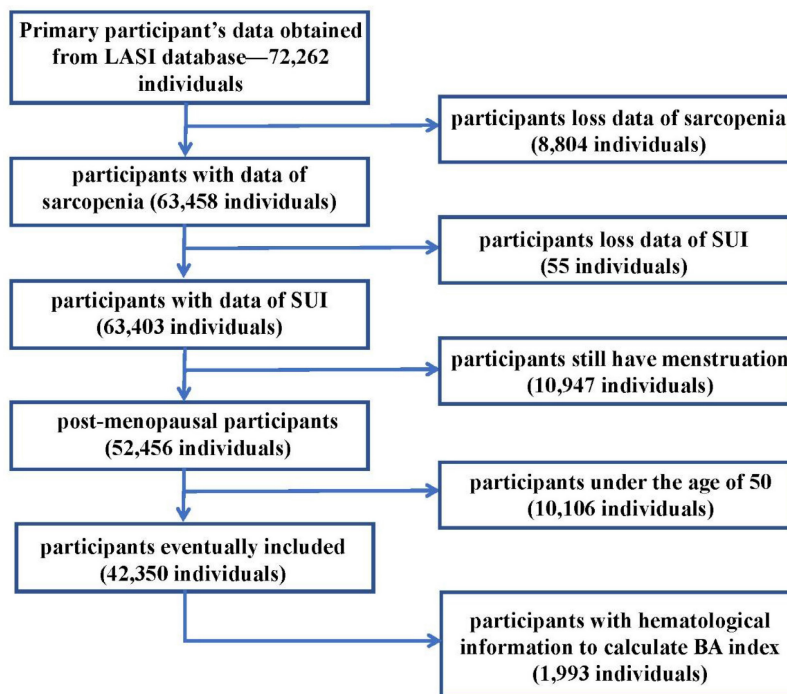 Primary participant's data obtained
from LASI database—72,262
individuals
participants loss data of sarcopenia
(8,804 individuals)
participants with data of
sarcopenia (63,458 individuals)
participants loss data of SUI
(55 individuals)
participants with data of SUI
(63,403 individuals)
participants still have menstruation
(10,947 individuals)
post-menopausal participants
(52,456 individuals)
participants under the age of 50
(10,106 individuals)
participants eventually included
(42,350 individuals)
participants with hematological
information to calculate BA index
(1,993 individuals)